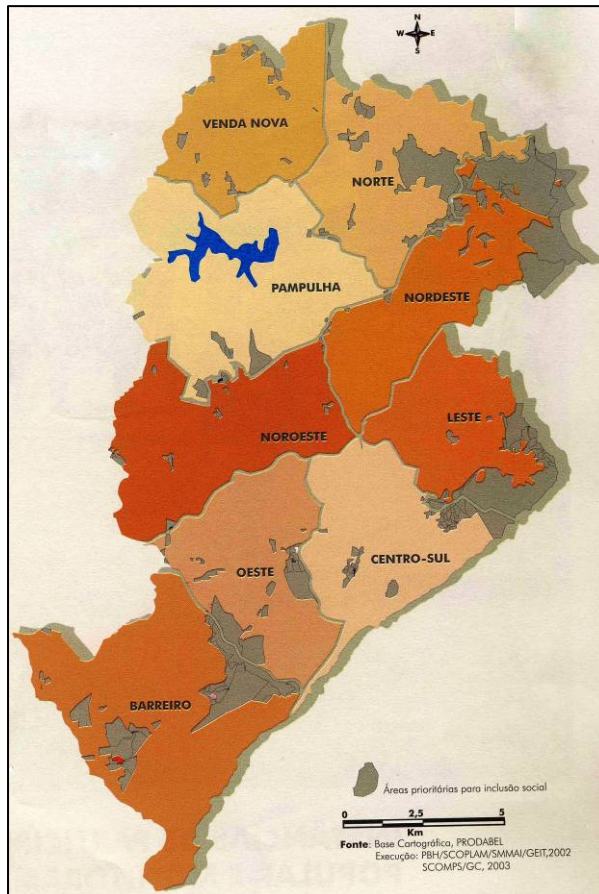 N
W E
S
VENDA NOVA
NORTE
PAMPULHA
NORDESTE
LESTE
NOROESTE
CENTRO-SUL
OESTE
BARREIRO
Áreas prioritárias para inclusão social
0 2,5 5
Km
Fonte: Base Cartográfica, PRODABEL
Execução: PBH/SCOPLAM/SMMAI/GEIT,2002
SCOMPS/GC, 2003